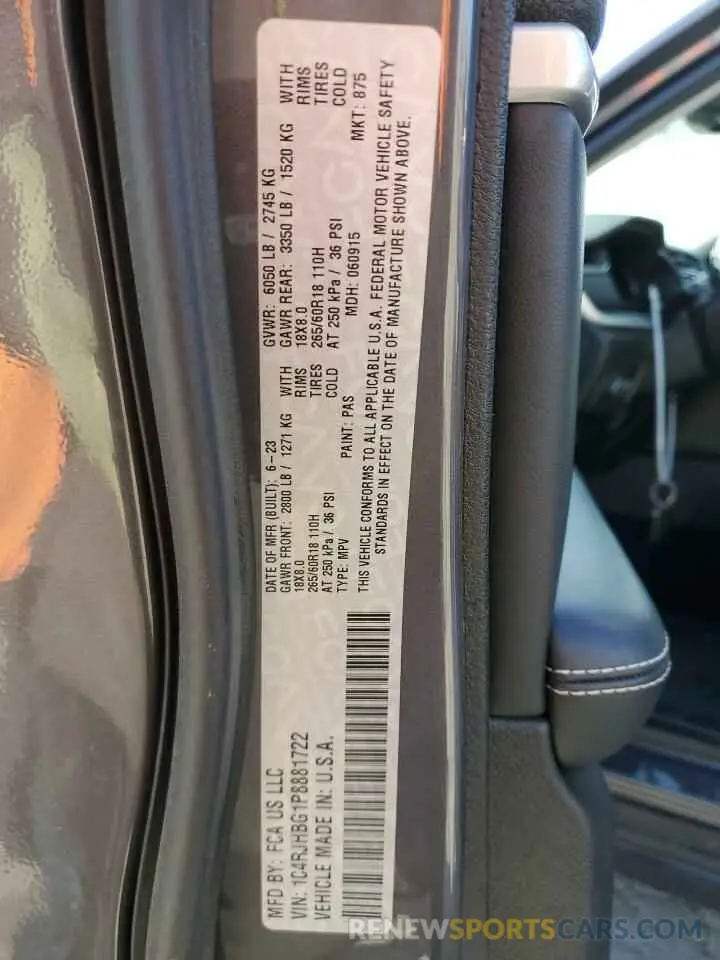 MFD BY: FCA US LLC
DATE OF MFR (BUILT): 6-23
GVWR: 6050 LB / 2745 KG
GAWR FRONT: 2800 LB / 1271 KG WITH
GAWR REAR: 3350 LB / 1520 KG WITH
18X8.0 RIMS
18X8.0 RIMS
265/60R18 110H TIRES
265/60R18 110H TIRES
AT 250 kPa / 36 PSI COLD
AT 250 kPa / 36 PSI COLD
VIN: 1C4RJHBG1P8881722
TYPE: MPV
PAINT: PAS
MDH: 060915
MKT: 875
VEHICLE MADE IN: U.S.A.
THIS VEHICLE CONFORMS TO ALL APPLICABLE U.S.A. FEDERAL MOTOR VEHICLE SAFETY
STANDARDS IN EFFECT ON THE DATE OF MANUFACTURE SHOWN ABOVE.
RENEWSPORTSCARS.COM